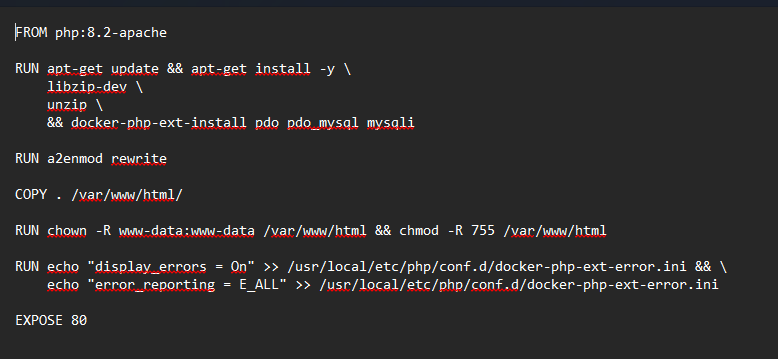 FROM php:8.2-apache
RUN apt-get update && apt-get install -y \
libzip-dev \
unzip \
&& docker-php-ext-install pdo pdo_mysql mysqli
RUN a2enmod rewrite
COPY . /var/www/html/
RUN chown -R www-data:www-data /var/www/html && chmod -R 755 /var/www/html
RUN echo "display_errors = On" >> /usr/local/etc/php/conf.d/docker-php-ext-error.ini && \
echo "error_reporting = E_ALL" >> /usr/local/etc/php/conf.d/docker-php-ext-error.ini
EXPOSE 80